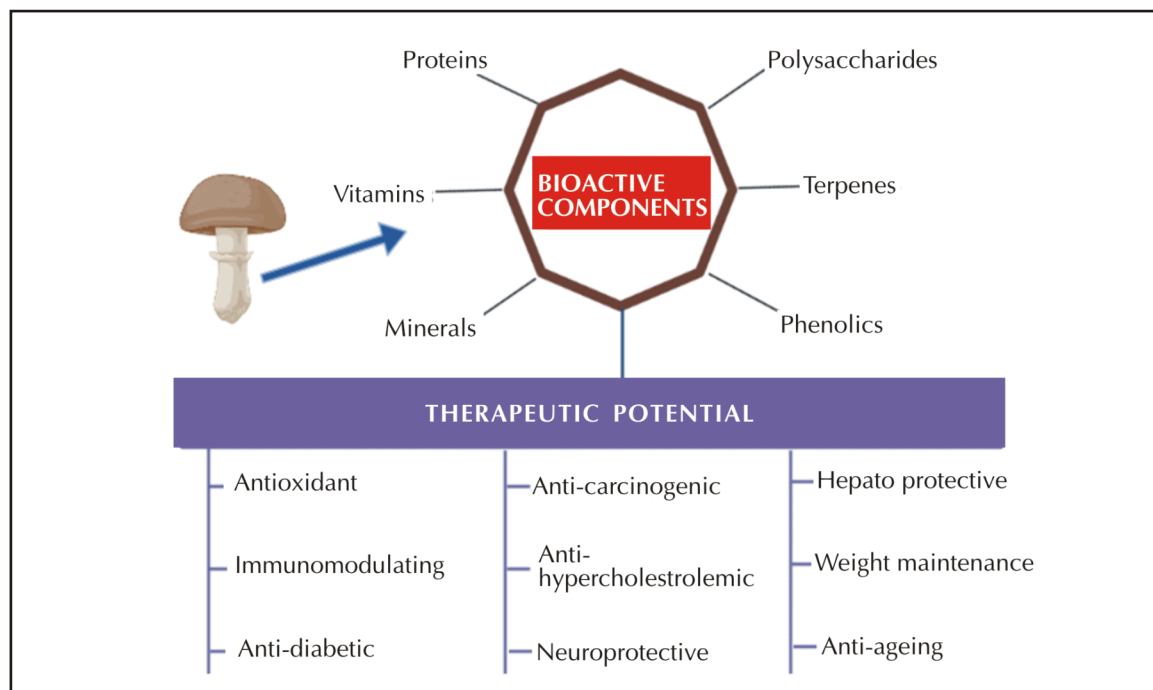 Proteins
Polysaccharides
Vitamins
BIOACTIVE
COMPONENTS
Terpenes
Minerals
Phenolics
THERAPEUTIC POTENTIAL
Antioxidant
Immunomodulating
Anti-diabetic
Anti-carcinogenic
Anti-
hypercholestrolemic
Neuroprotective
Hepato protective
Weight maintenance
Anti-ageing